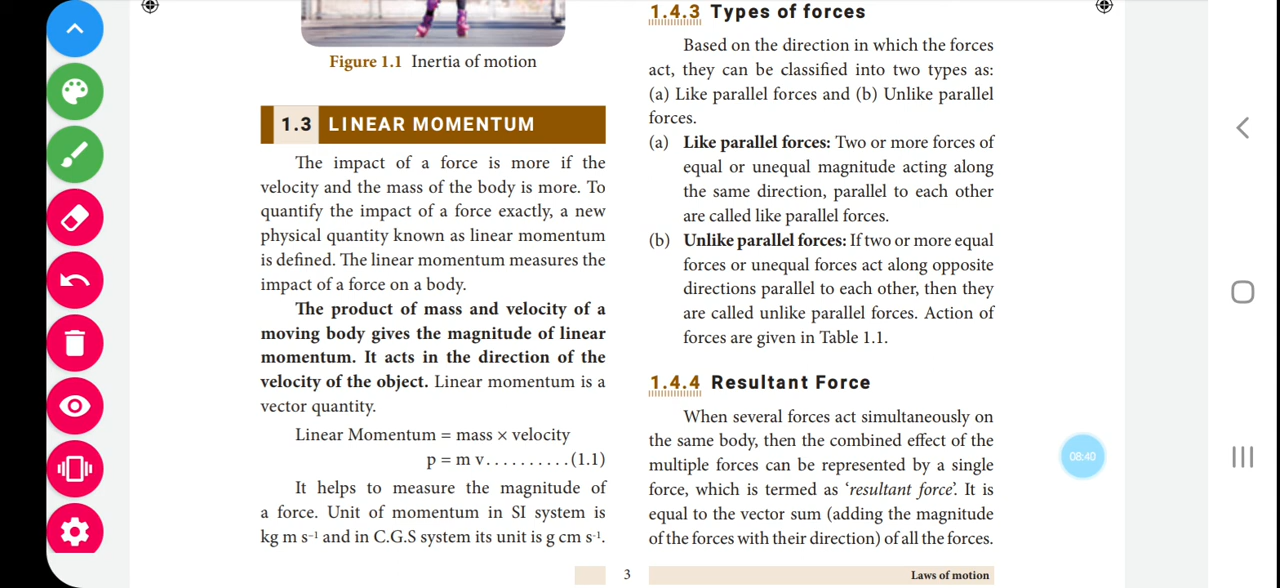 Figure 1.1 Inertia of motion
1.3 LINEAR MOMENTUM
The impact of a force is more if the
velocity and the mass of the body is more. To
quantify the impact of a force exactly, a new
physical quantity known as linear momentum
is defined. The linear momentum measures the
impact of a force on a body.
The product of mass and velocity of a
moving body gives the magnitude of linear
momentum. It acts in the direction of the
velocity of the object. Linear momentum is a
vector quantity.
Linear Momentum = mass × velocity
p = m v..........(1.1)
It helps to measure the magnitude of
a force. Unit of momentum in SI system is
kg m s⁻¹ and in C.G.S system its unit is g cm s⁻¹.
1.4.3 Types of forces
Based on the direction in which the forces
act, they can be classified into two types as:
(a) Like parallel forces and (b) Unlike parallel
forces.
(a) Like parallel forces: Two or more forces of
equal or unequal magnitude acting along
the same direction, parallel to each other
are called like parallel forces.
(b) Unlike parallel forces: If two or more equal
forces or unequal forces act along opposite
directions parallel to each other, then they
are called unlike parallel forces. Action of
forces are given in Table 1.1.
1.4.4 Resultant Force
When several forces act simultaneously on
the same body, then the combined effect of the
multiple forces can be represented by a single
force, which is termed as ‘resultant force’. It is
equal to the vector sum (adding the magnitude
of the forces with their direction) of all the forces.
3 Laws of motion
08:40